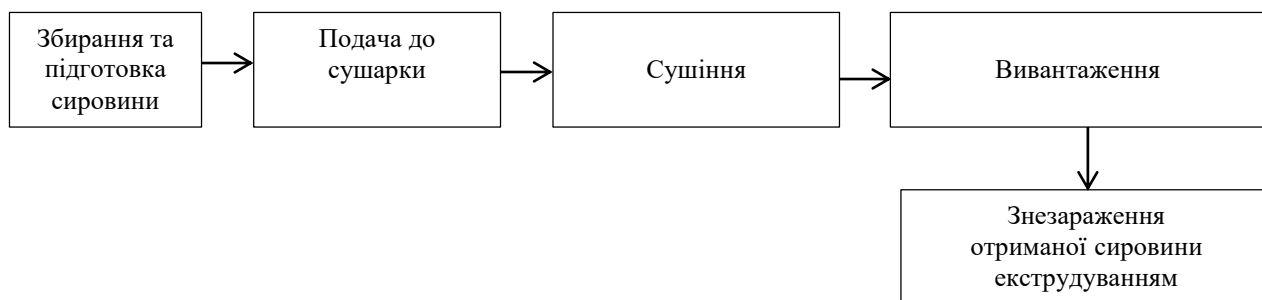 Збирання та
підготовка
сировини
Подача до
сушарки
Сушіння
Вивантаження
Знезараження
отриманої сировини
екструдуванням